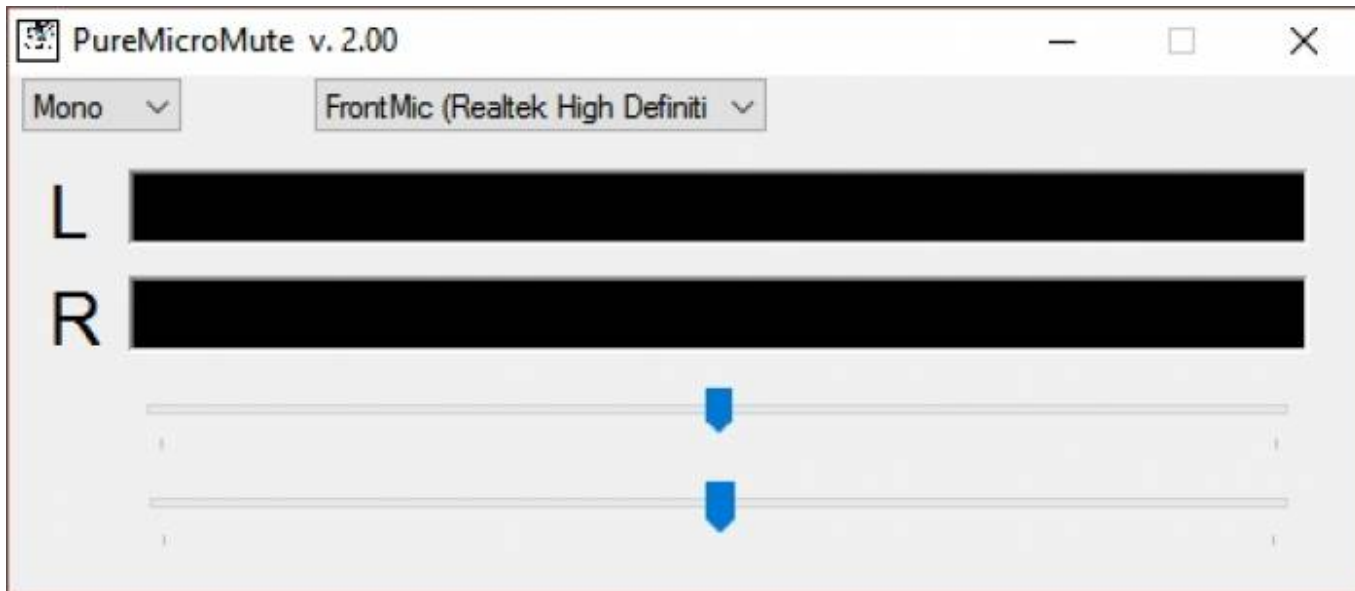 PureMicroMute v. 2.00
Mono
FrontMic (Realtek High Definiti
L
R